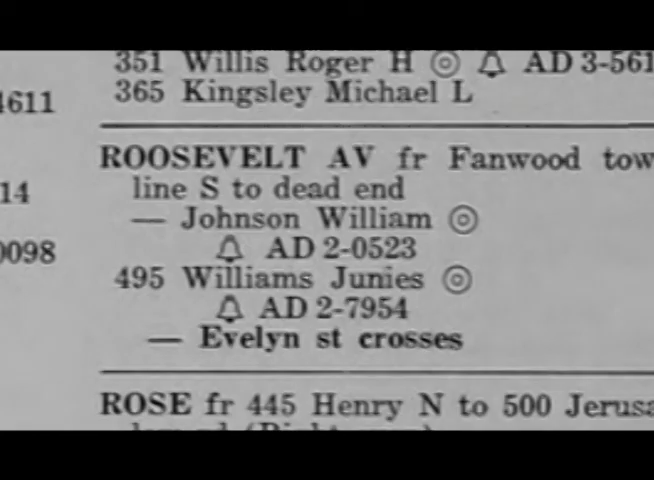 351 Willis Roger H ◎ AD 3-561
365 Kingsley Michael L
4611
ROOSEVELT AV fr Fanwood tow
line S to dead end
14
— Johnson William ◎
AD 2-0523
0098
495 Williams Junies ◎
AD 2-7954
— Evelyn st crosses
ROSE fr 445 Henry N to 500 Jerusa